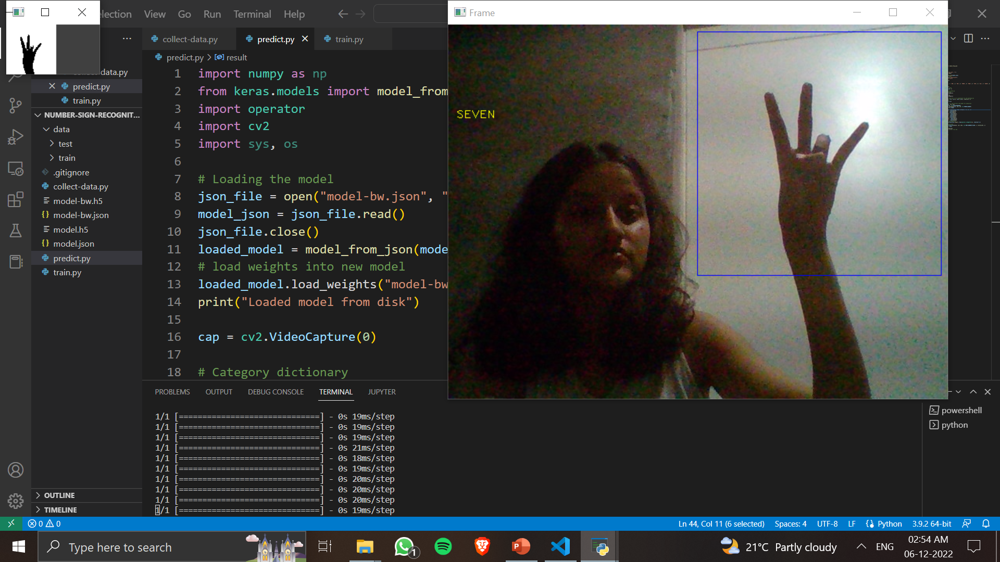 election View Go Run Terminal Help
Frame
collect-data.py predict.py train.py
predict.py > result
-data.py
predict.py
train.py
NUMBER-SIGN-RECOGNIT...
data
test
train
.gitignore
collect-data.py
model-bw.h5
model-bw.json
model.h5
model.json
predict.py
train.py
OUTLINE
TIMELINE
1 import numpy as np
2 from keras.models import model_from
3 import operator
4 import cv2
5 import sys, os
6
7 # Loading the model
8 json_file = open("model-bw.json", "
9 model_json = json_file.read()
10 json_file.close()
11 loaded_model = model_from_json(mode
12 # load weights into new model
13 loaded_model.load_weights("model-bw
14 print("Loaded model from disk")
15
16 cap = cv2.VideoCapture(0)
17
18 # Category dictionary
SEVEN
PROBLEMS OUTPUT DEBUG CONSOLE TERMINAL JUPYTER
1/1 [==============================] - 0s 19ms/step
1/1 [==============================] - 0s 19ms/step
1/1 [==============================] - 0s 19ms/step
1/1 [==============================] - 0s 21ms/step
1/1 [==============================] - 0s 18ms/step
1/1 [==============================] - 0s 19ms/step
1/1 [==============================] - 0s 20ms/step
1/1 [==============================] - 0s 20ms/step
1/1 [==============================] - 0s 20ms/step
1/1 [==============================] - 0s 19ms/step
powershell
python
0 0 Ln 44, Col 11 (6 selected) Spaces: 4 UTF-8 LF Python 3.9.2 64-bit
Type here to search
1
21°C Partly cloudy
ENG
02:54 AM
06-12-2022